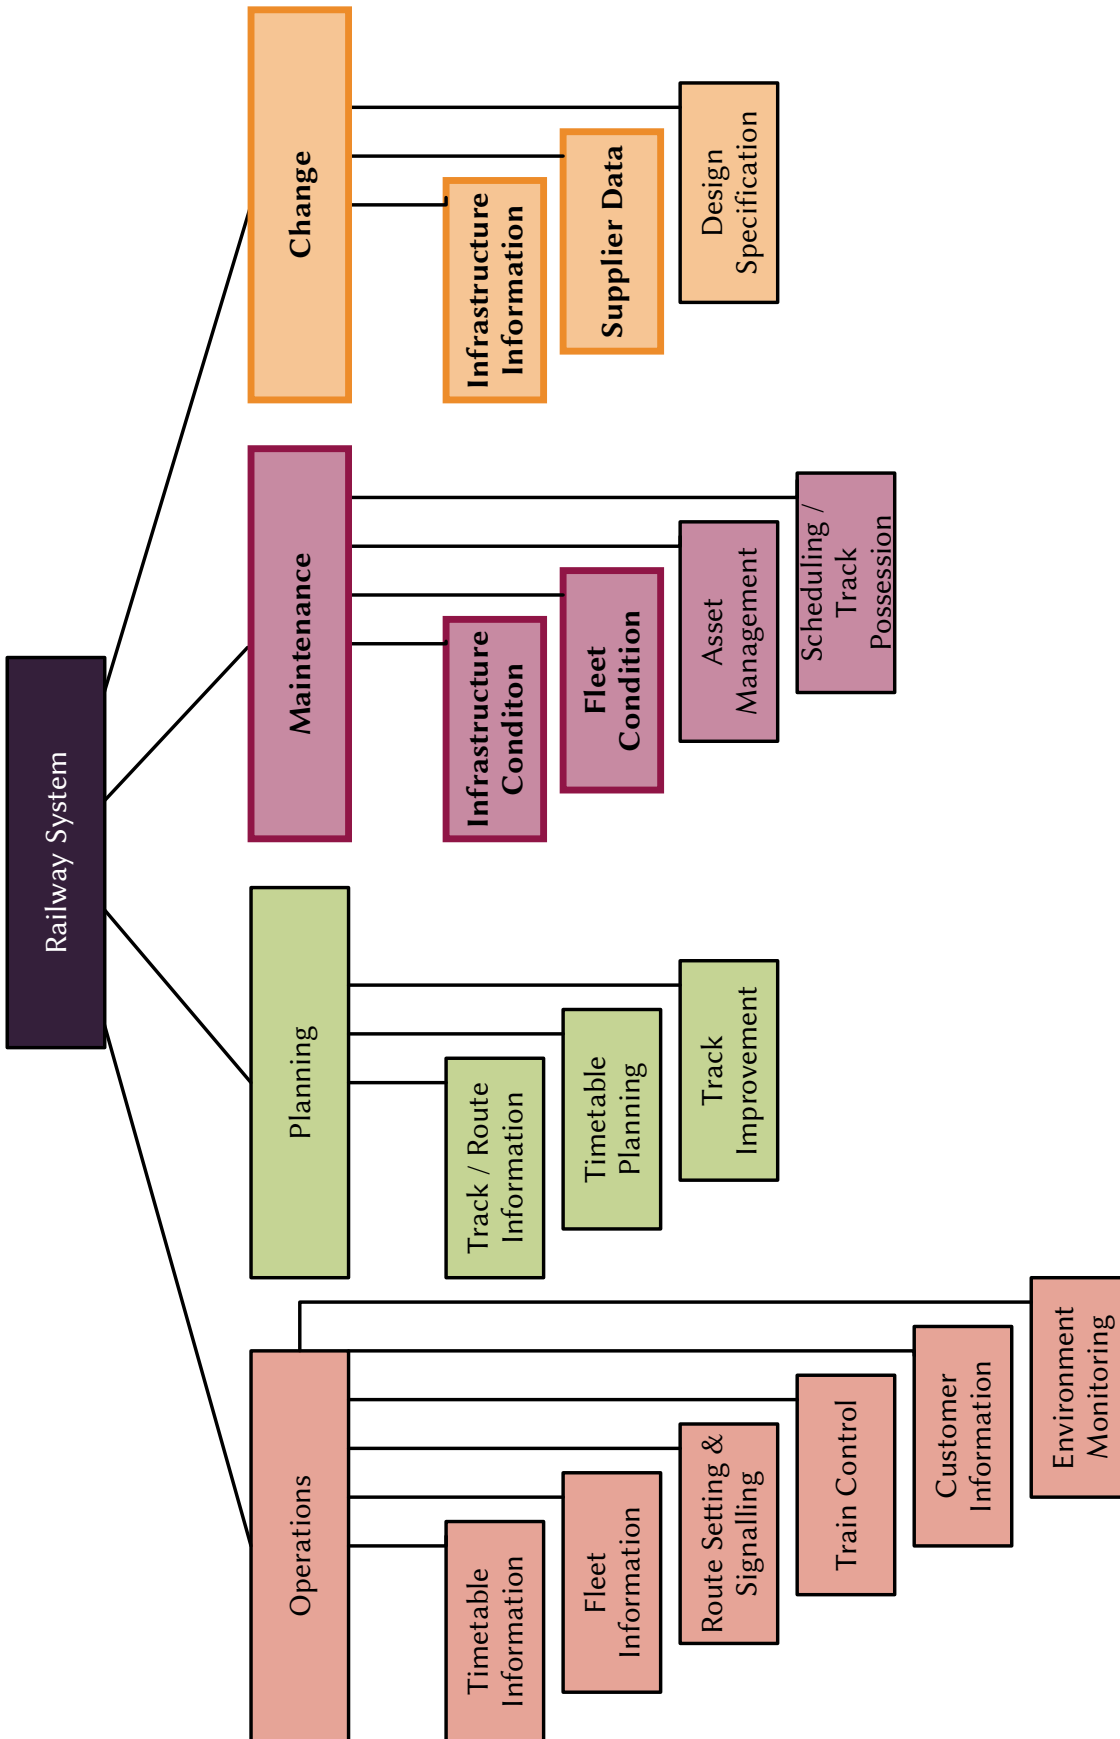 Railway System
Operations
Timetable
Information
Fleet
Information
Route Setting &
Signalling
Train Control
Customer
Information
Environment
Monitoring
Planning
Track / Route
Information
Timetable
Planning
Track
Improvement
Maintenance
Infrastructure
Conditon
Fleet
Condition
Asset
Management
Scheduling /
Track
Possession
Change
Infrastructure
Information
Supplier Data
Design
Specification